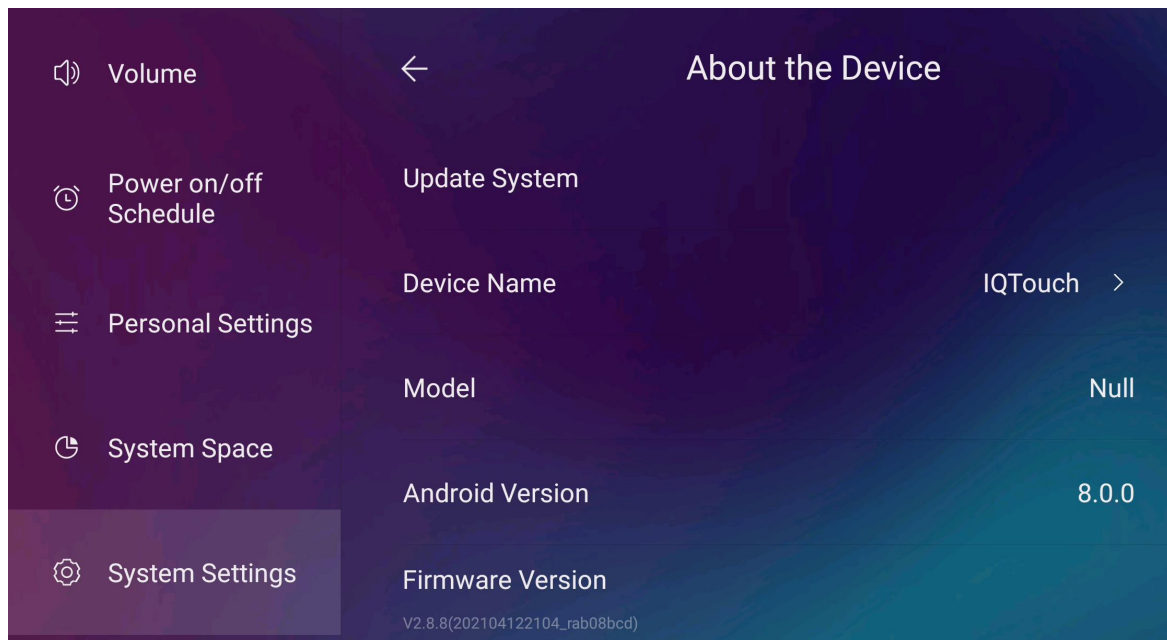 Volume
Power on/off
Schedule
Personal Settings
System Space
System Settings
About the Device
Update System
Device Name IQTouch
Model Null
Android Version 8.0.0
Firmware Version
V2.8.8(202104122104_rab08bcd)